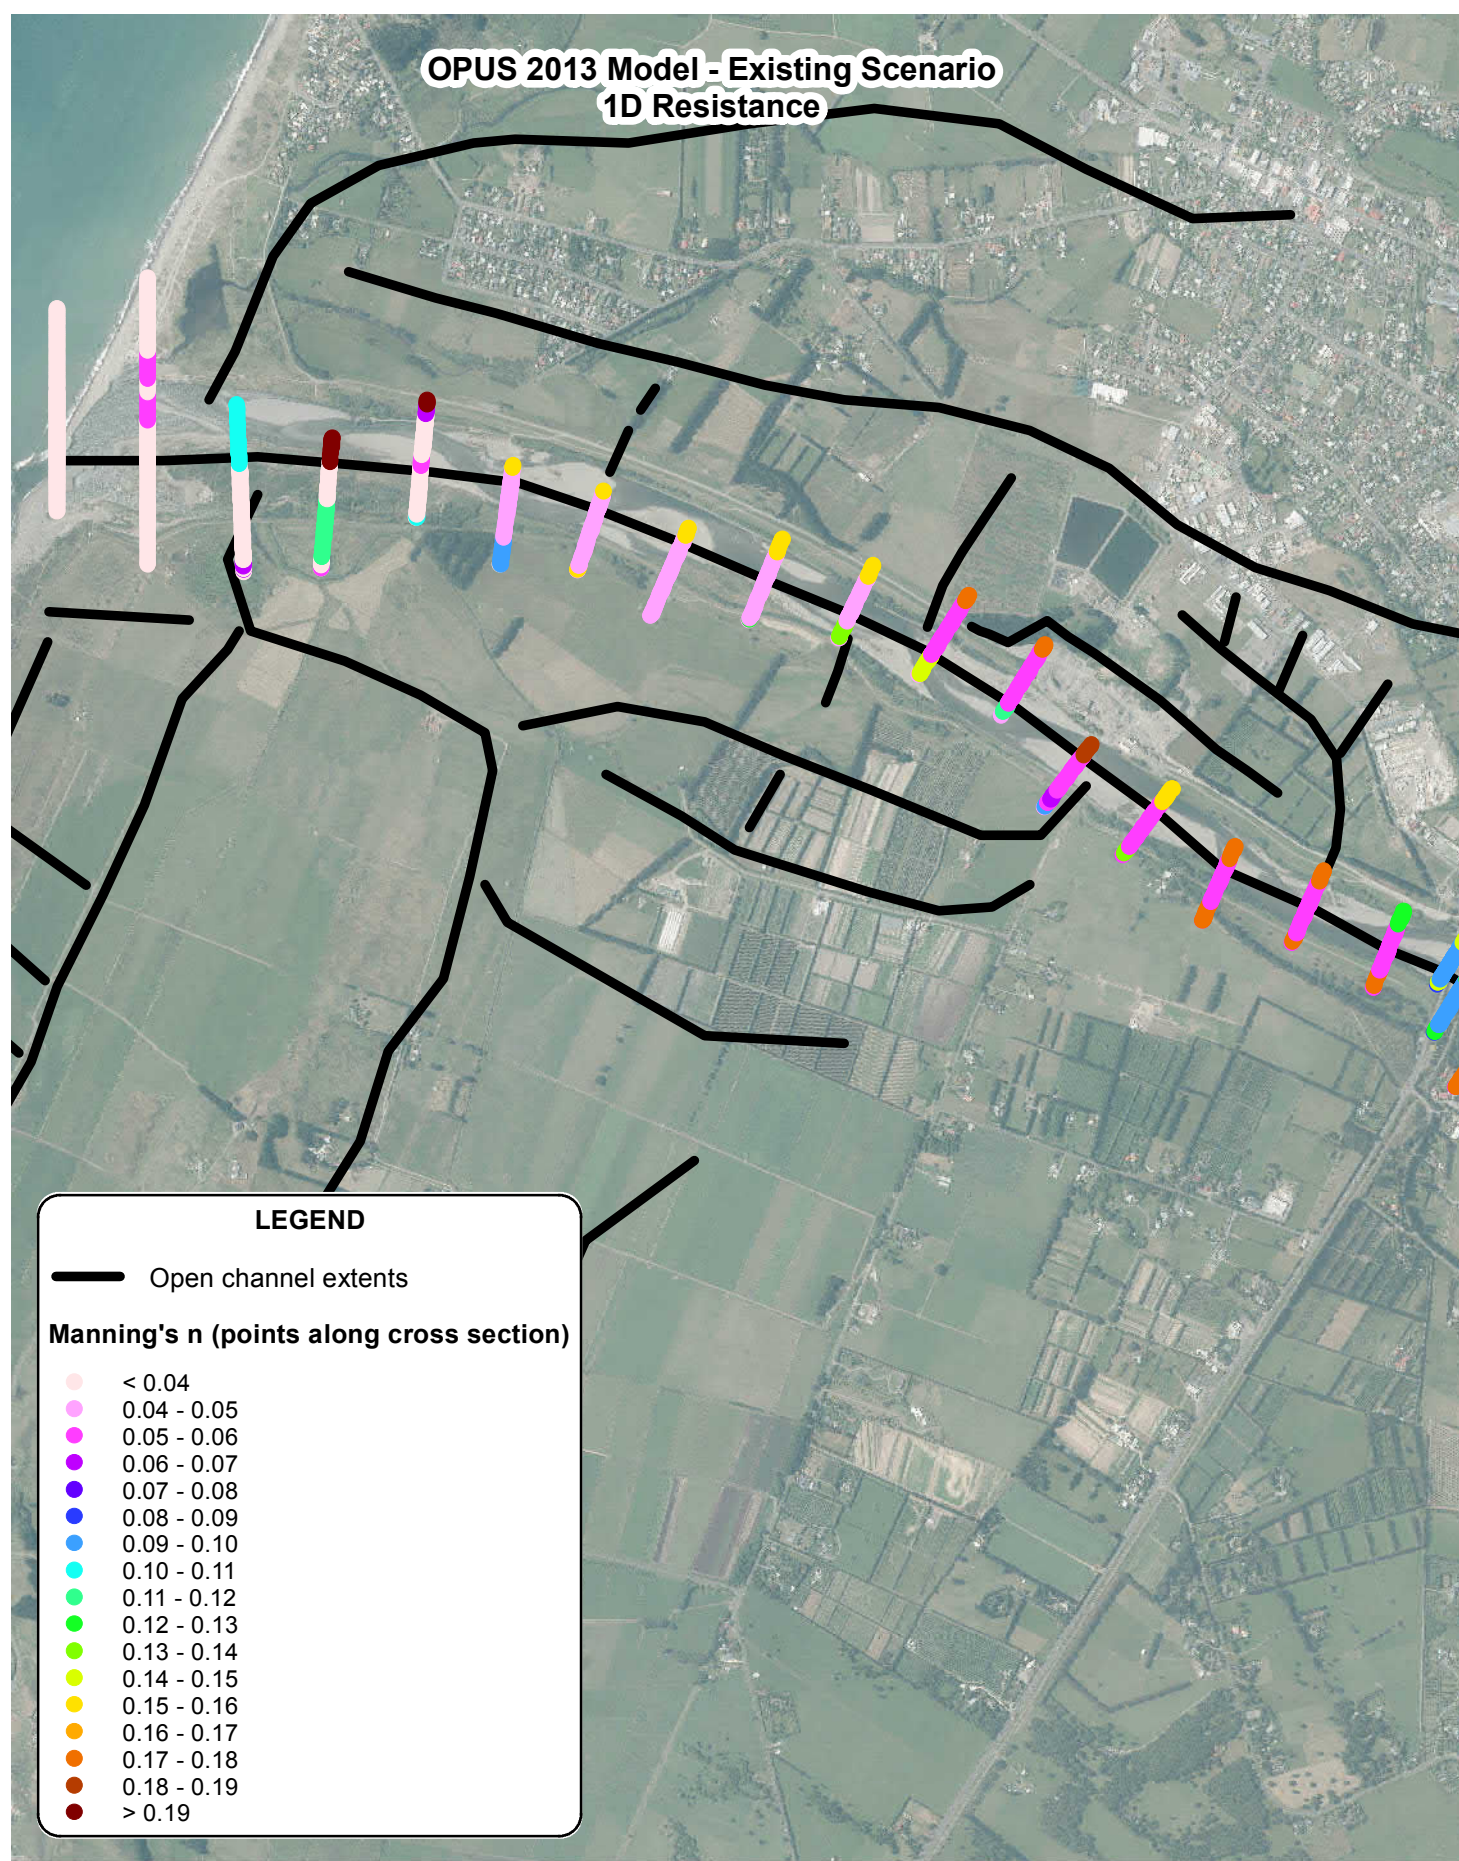 OPUS 2013 Model - Existing Scenario
1D Resistance
LEGEND
Open channel extents
Manning's n (points along cross section)
< 0.04
0.04 - 0.05
0.05 - 0.06
0.06 - 0.07
0.07 - 0.08
0.08 - 0.09
0.09 - 0.10
0.10 - 0.11
0.11 - 0.12
0.12 - 0.13
0.13 - 0.14
0.14 - 0.15
0.15 - 0.16
0.16 - 0.17
0.17 - 0.18
0.18 - 0.19
> 0.19